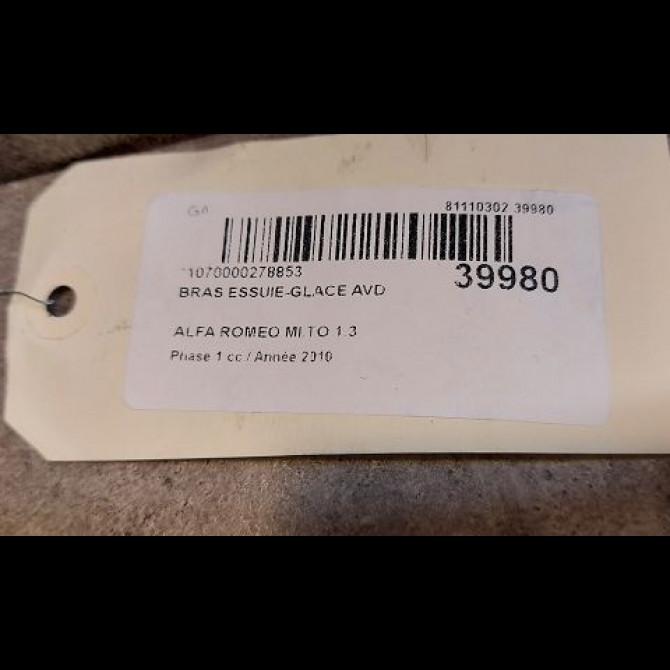 GA
81110302 39980
*1070000278853
39980
BRAS ESSUIE-GLACE AVD
ALFA ROMEO MI.TO 1.3
Phase 1 cc / Année 2010